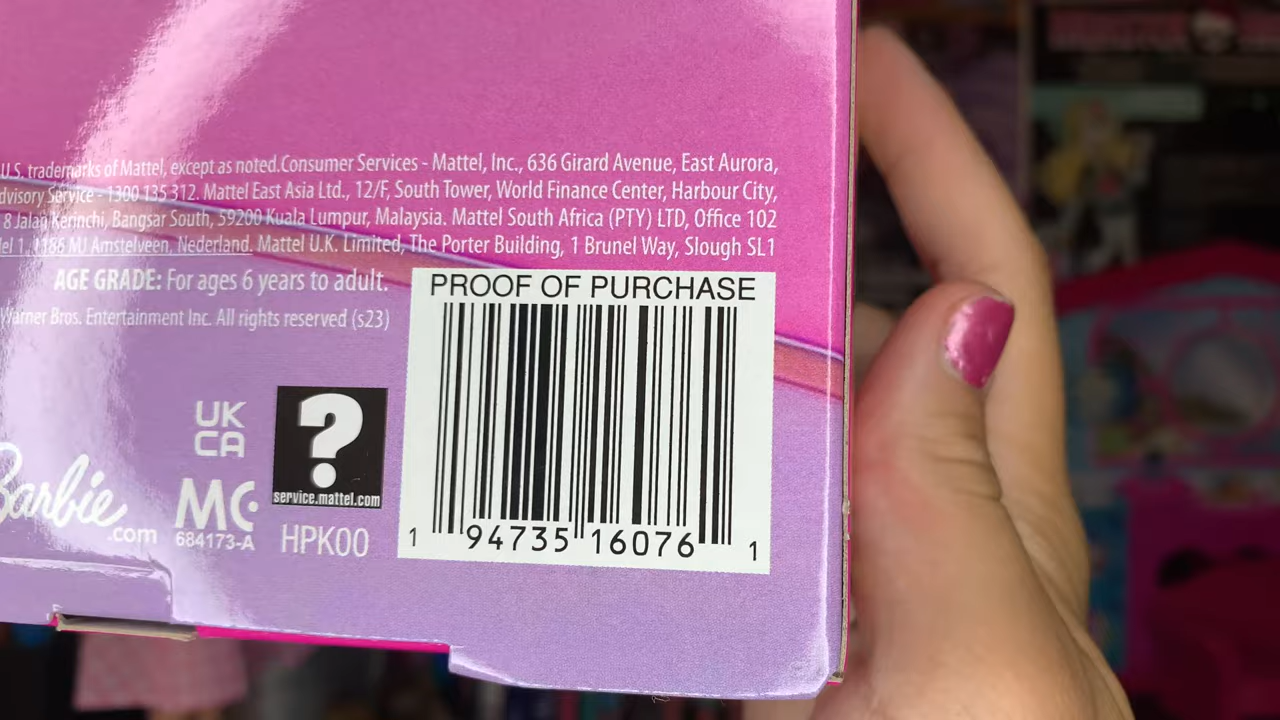 U.S. trademarks of Mattel, except as noted.Consumer Services - Mattel, Inc., 636 Girard Avenue, East Aurora,
dvisory Service - 1300 135 312. Mattel East Asia Ltd., 12/F, South Tower, World Finance Center, Harbour City,
8 Jalan Kerinchi, Bangsar South, 59200 Kuala Lumpur, Malaysia. Mattel South Africa (PTY) LTD, Office 102
el 1, 1186 MJ Amstelveen, Nederland. Mattel U.K. Limited, The Porter Building, 1 Brunel Way, Slough SL1
AGE GRADE: For ages 6 years to adult.
Warner Bros. Entertainment Inc. All rights reserved (s23)
PROOF OF PURCHASE
UK
CA
?
service.mattel.com
Barbie
.com
MC
684173-A
HPK00
1 94735 16076 1